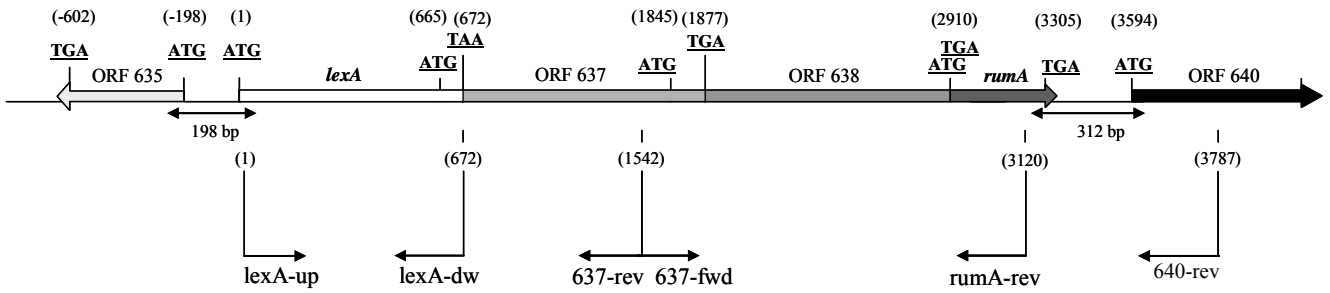 (-602) (-198) (1) (665) (672) (1845) (1877) (2910) (3305) (3594)
TGA ATG ATG ATG TAA ATG TGA ATG TGA TGA ATG
ORF 635 lexA ORF 637 ORF 638 rumA ORF 640
198 bp 312 bp
(1) (672) (1542) (3120) (3787)
lexA-up lexA-dw 637-rev 637-fwd rumA-rev 640-rev